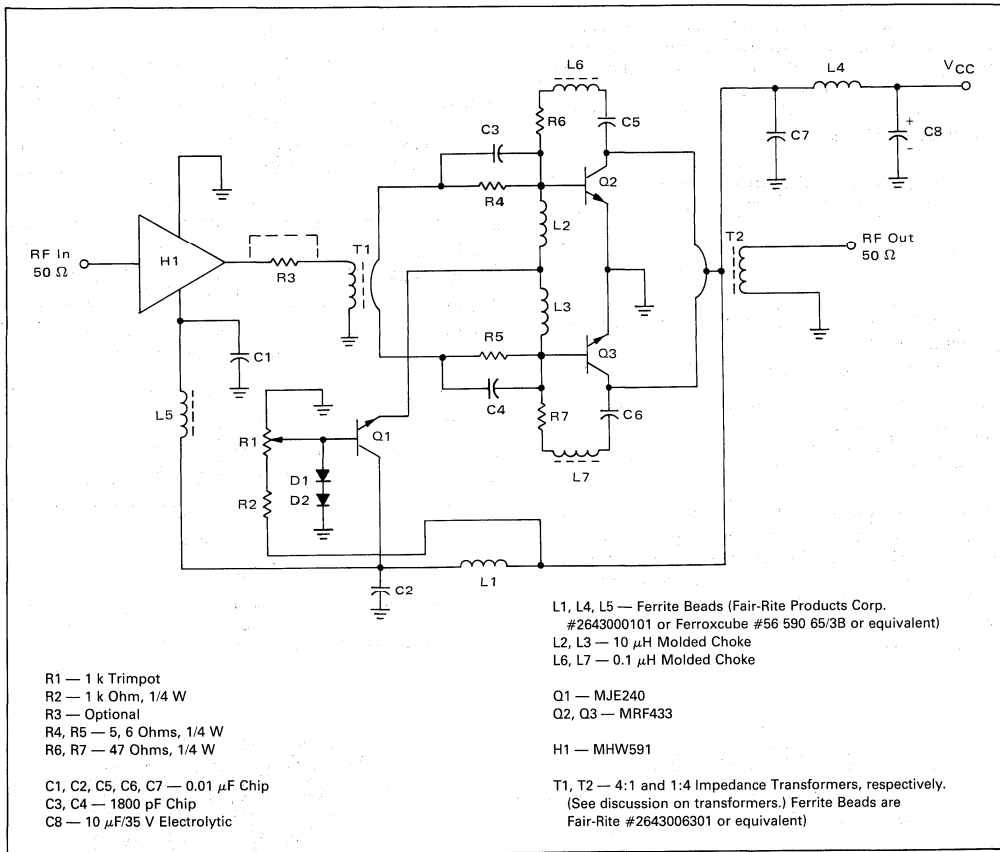 L6
L4
VCC
R6
C5
C3
C7
+
C8
−
Q2
R4
L2
T2
RF Out
50 Ω
RF In
50 Ω
H1
R3
T1
L3
C1
R5
Q3
C4
R7
C6
L5
R1
Q1
L7
D1
D2
R2
L1
C2
L1, L4, L5 — Ferrite Beads (Fair-Rite Products Corp.
#2643000101 or Ferroxcube #56 590 65/3B or equivalent)
L2, L3 — 10 μH Molded Choke
L6, L7 — 0.1 μH Molded Choke
Q1 — MJE240
Q2, Q3 — MRF433
H1 — MHW591
T1, T2 — 4:1 and 1:4 Impedance Transformers, respectively.
(See discussion on transformers.) Ferrite Beads are
Fair-Rite #2643006301 or equivalent)
R1 — 1 k Trimpot
R2 — 1 k Ohm, 1/4 W
R3 — Optional
R4, R5 — 5, 6 Ohms, 1/4 W
R6, R7 — 47 Ohms, 1/4 W
C1, C2, C5, C6, C7 — 0.01 μF Chip
C3, C4 — 1800 pF Chip
C8 — 10 μF/35 V Electrolytic